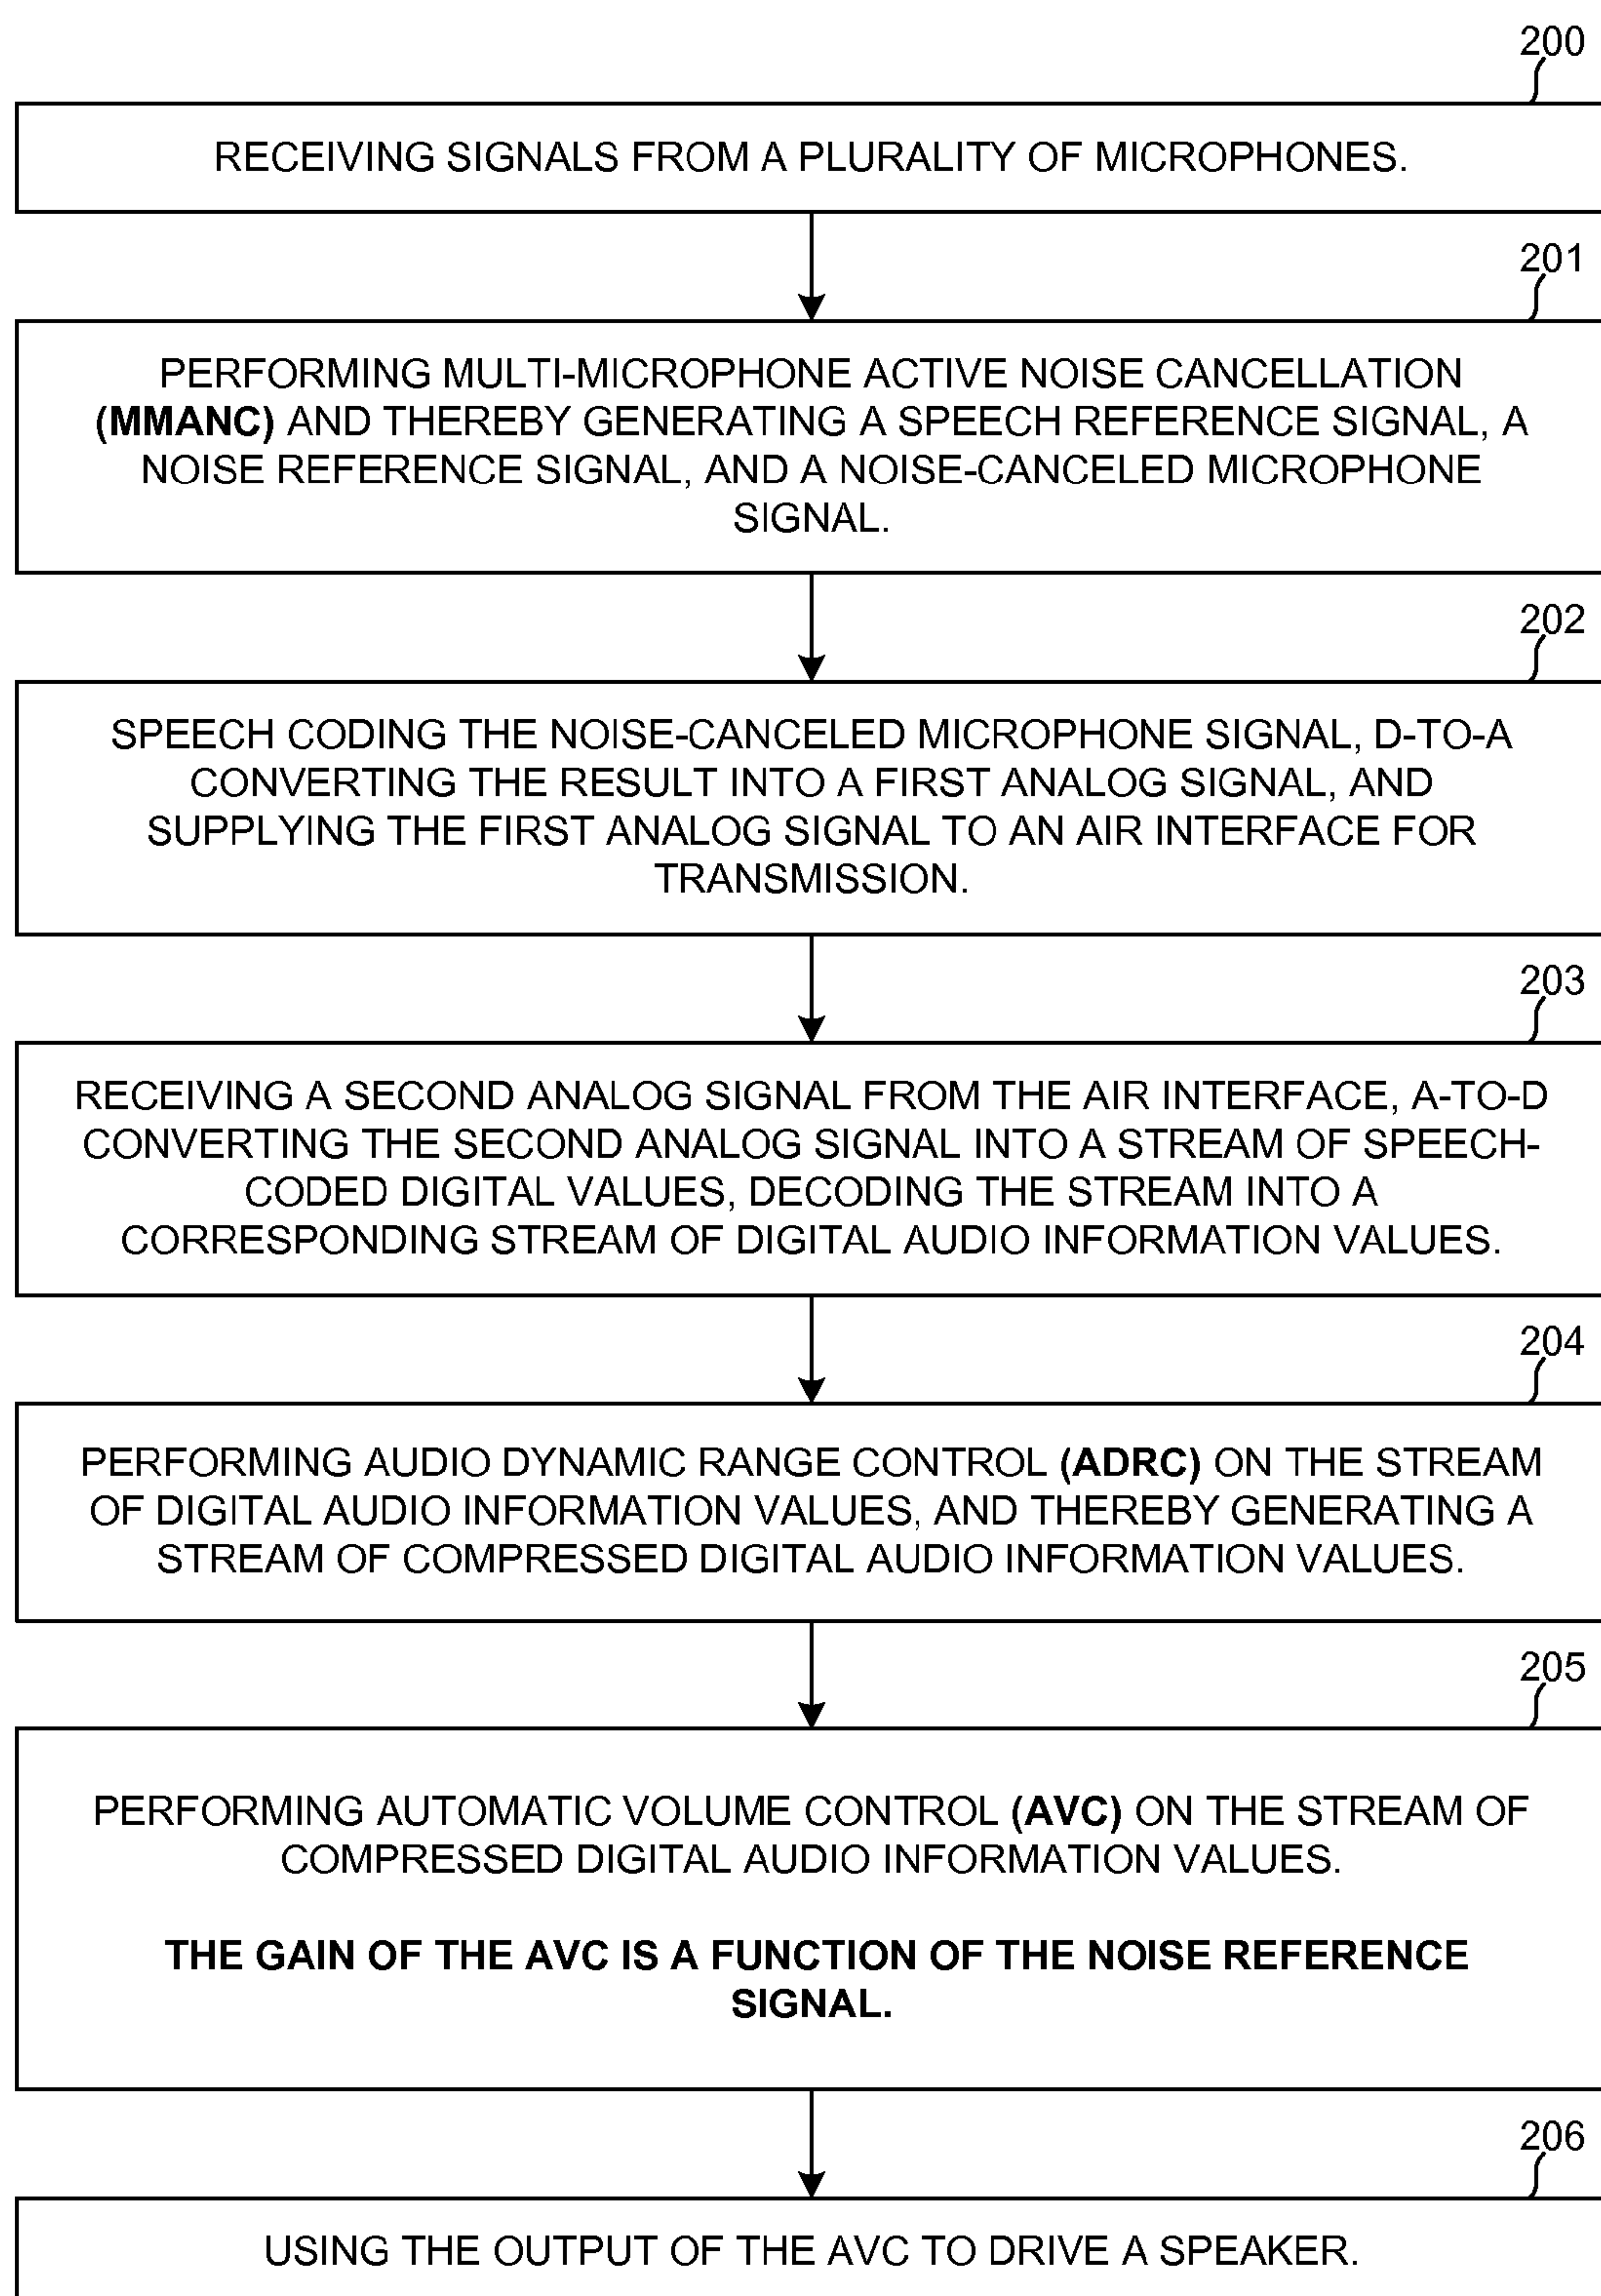 200
RECEIVING SIGNALS FROM A PLURALITY OF MICROPHONES.
201
PERFORMING MULTI-MICROPHONE ACTIVE NOISE CANCELLATION
(MMANC) AND THEREBY GENERATING A SPEECH REFERENCE SIGNAL, A
NOISE REFERENCE SIGNAL, AND A NOISE-CANCELED MICROPHONE
SIGNAL.
202
SPEECH CODING THE NOISE-CANCELED MICROPHONE SIGNAL, D-TO-A
CONVERTING THE RESULT INTO A FIRST ANALOG SIGNAL, AND
SUPPLYING THE FIRST ANALOG SIGNAL TO AN AIR INTERFACE FOR
TRANSMISSION.
203
RECEIVING A SECOND ANALOG SIGNAL FROM THE AIR INTERFACE, A-TO-D
CONVERTING THE SECOND ANALOG SIGNAL INTO A STREAM OF SPEECH-
CODED DIGITAL VALUES, DECODING THE STREAM INTO A
CORRESPONDING STREAM OF DIGITAL AUDIO INFORMATION VALUES.
204
PERFORMING AUDIO DYNAMIC RANGE CONTROL (ADRC) ON THE STREAM
OF DIGITAL AUDIO INFORMATION VALUES, AND THEREBY GENERATING A
STREAM OF COMPRESSED DIGITAL AUDIO INFORMATION VALUES.
205
PERFORMING AUTOMATIC VOLUME CONTROL (AVC) ON THE STREAM OF
COMPRESSED DIGITAL AUDIO INFORMATION VALUES.
THE GAIN OF THE AVC IS A FUNCTION OF THE NOISE REFERENCE
SIGNAL.
206
USING THE OUTPUT OF THE AVC TO DRIVE A SPEAKER.